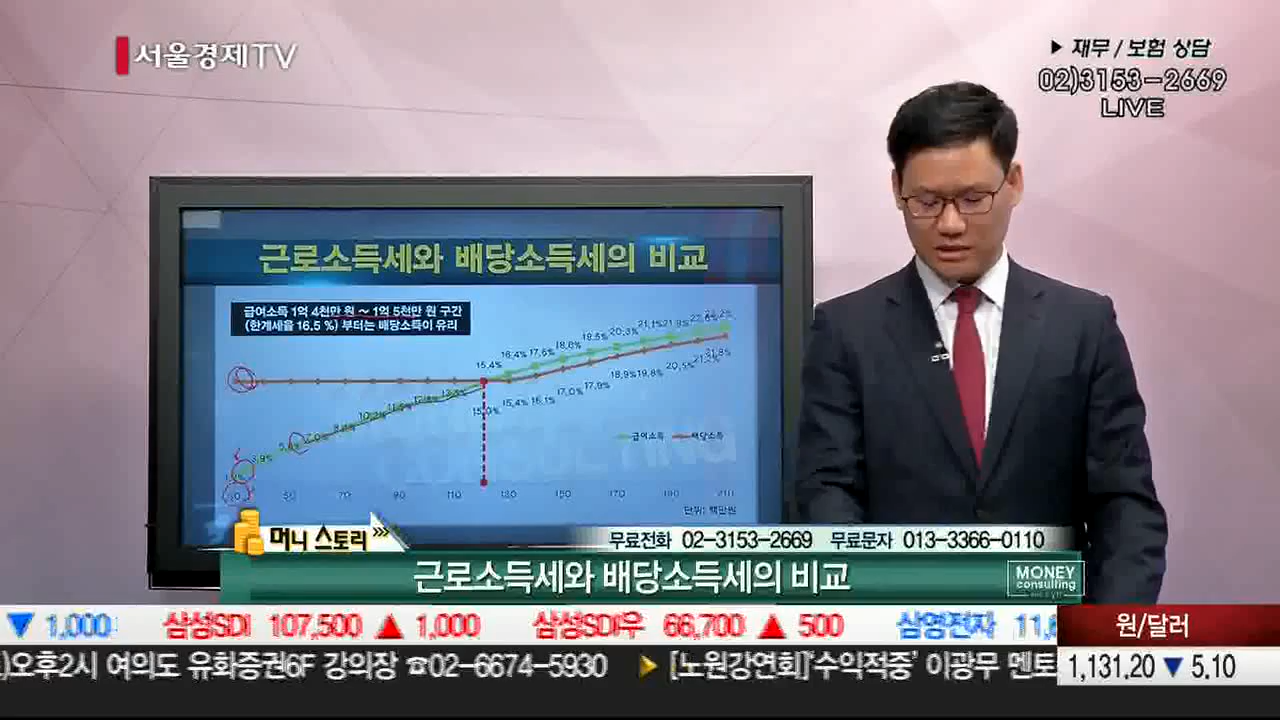 서울경제TV
▶ 재무 / 보험 상담
02)3153-2669
LIVE
근로소득세와 배당소득세의 비교
급여소득 1억 4천만 원 ~ 1억 5천만 원 구간
(한계세율 16.5 %) 부터는 배당소득이 유리
15.4% 16.4% 17.6% 18.6% 19.5% 20.3% 21.1% 21.9%
3.9%
15.0% 15.4% 16.1% 17.0% 17.9% 18.9% 19.8% 20.5% 21.8%
급여소득 배당소득
30 50 70 90 110 130 150 170 190 210
단위: 백만원
머니 스토리
무료전화 02-3153-2669 무료문자 013-3366-0110
근로소득세와 배당소득세의 비교
MONEY
consulting
▼ 1,000 삼성SDI 107,500 ▲ 1,000 삼성SDI우 66,700 ▲ 500 삼영전자
원/달러
)오후2시 여의도 유화증권6F 강의장 ☎02-6674-5930 ▶ [노원강연회]'수익적중' 이광무 멘토
1,131.20 ▼ 5.10